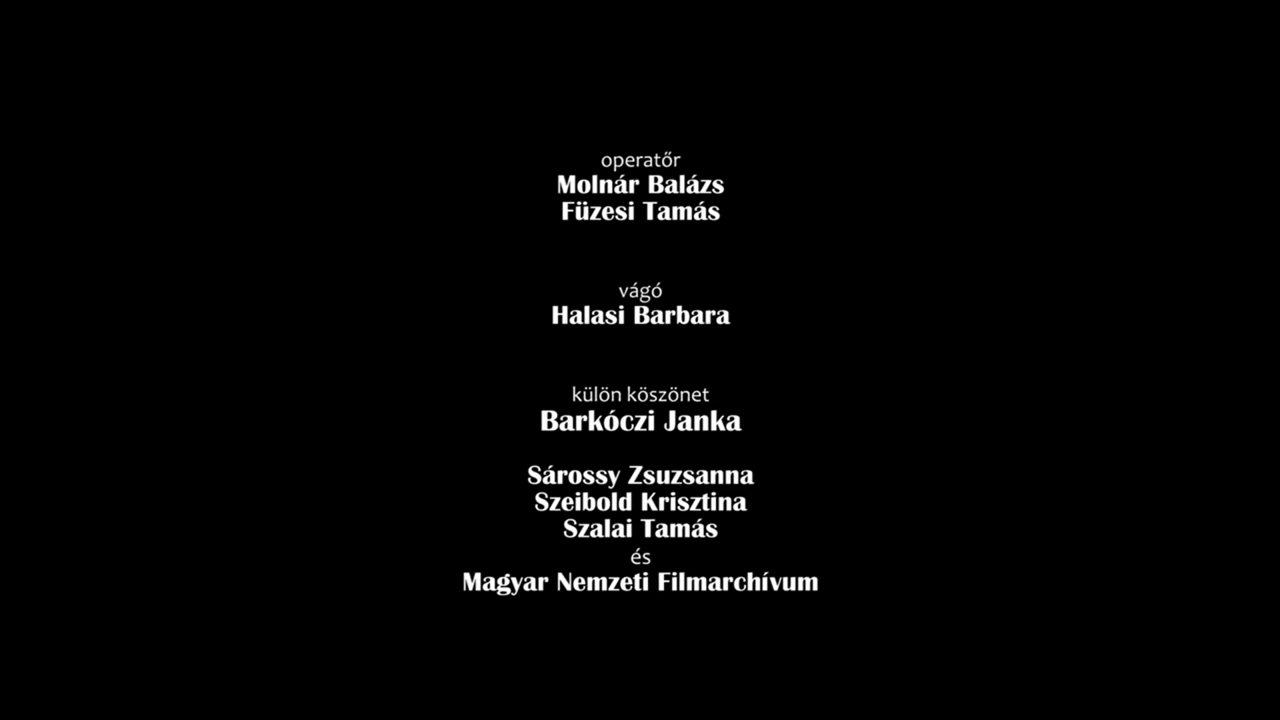 operatőr
Molnár Balázs
Füzesi Tamás
vágó
Halasi Barbara
külön köszönet
Barkóczi Janka
Sárossy Zsuzsanna
Szeibold Krisztina
Szalai Tamás
és
Magyar Nemzeti Filmarchívum